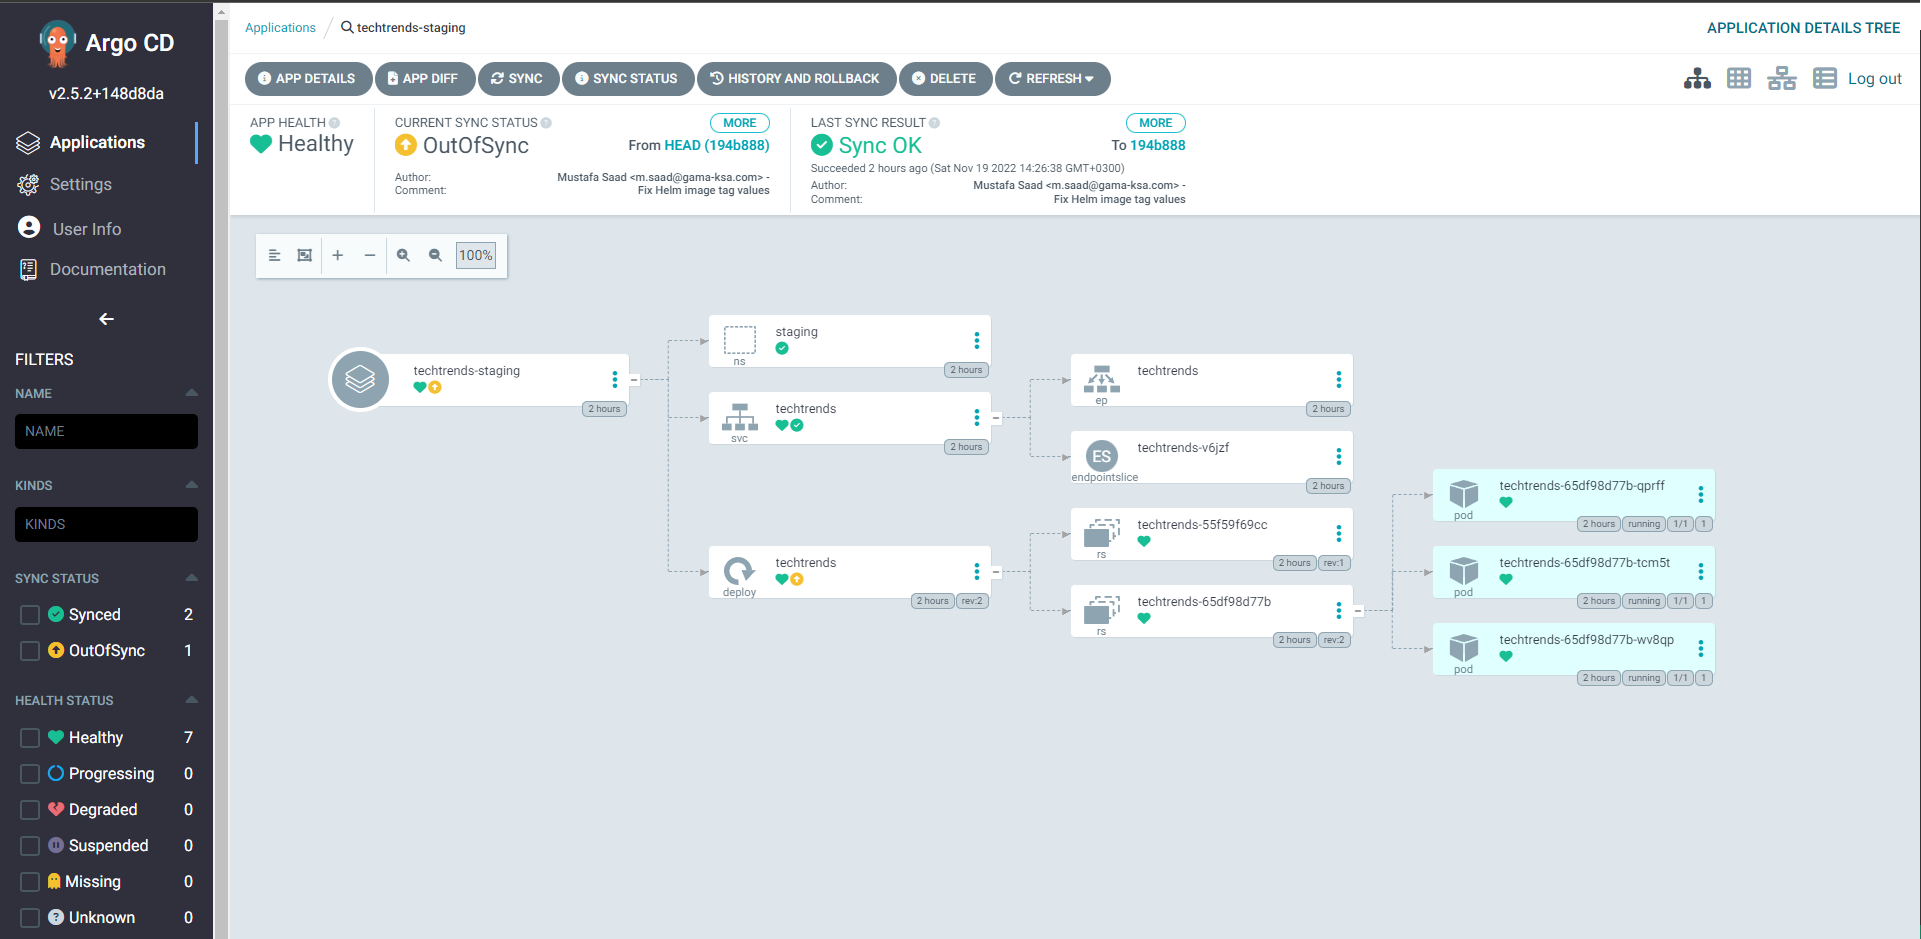 Argo CD
v2.5.2+148d8da
Applications
Settings
User Info
Documentation
FILTERS
NAME
NAME
KINDS
KINDS
SYNC STATUS
Synced 2
OutOfSync 1
HEALTH STATUS
Healthy 7
Progressing 0
Degraded 0
Suspended 0
Missing 0
Unknown 0
Applications / techtrends-staging
APPLICATION DETAILS TREE
APP DETAILS APP DIFF SYNC SYNC STATUS HISTORY AND ROLLBACK DELETE REFRESH
Log out
APP HEALTH
Healthy
CURRENT SYNC STATUS MORE
OutOfSync From HEAD (194b888)
Author: Mustafa Saad <m.saad@gama-ksa.com> -
Comment: Fix Helm image tag values
LAST SYNC RESULT MORE
Sync OK To 194b888
Succeeded 2 hours ago (Sat Nov 19 2022 14:26:38 GMT+0300)
Author: Mustafa Saad <m.saad@gama-ksa.com> -
Comment: Fix Helm image tag values
100%
techtrends-staging
2 hours
staging
ns
2 hours
techtrends
svc
2 hours
techtrends
deploy
2 hours rev:2
techtrends
ep
2 hours
ES
techtrends-v6jzf
endpointslice
2 hours
techtrends-55f59f69cc
rs
2 hours rev:1
techtrends-65df98d77b
rs
2 hours rev:2
techtrends-65df98d77b-qprff
pod
2 hours running 1/1 1
techtrends-65df98d77b-tcm5t
pod
2 hours running 1/1 1
techtrends-65df98d77b-wv8qp
pod
2 hours running 1/1 1